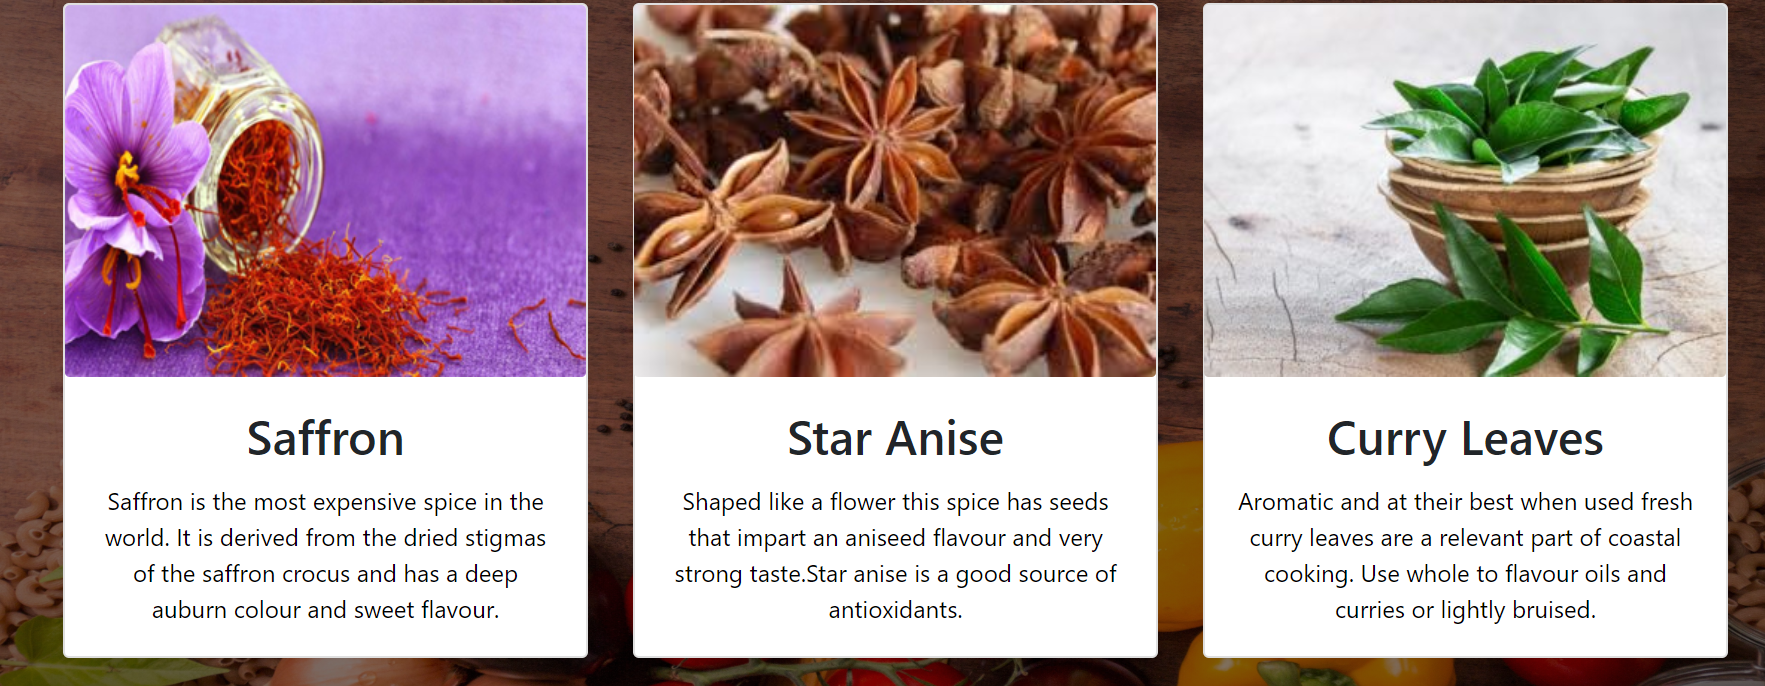 Saffron
Saffron is the most expensive spice in the
world. It is derived from the dried stigmas
of the saffron crocus and has a deep
auburn colour and sweet flavour.
Star Anise
Shaped like a flower this spice has seeds
that impart an aniseed flavour and very
strong taste.Star anise is a good source of
antioxidants.
Curry Leaves
Aromatic and at their best when used fresh
curry leaves are a relevant part of coastal
cooking. Use whole to flavour oils and
curries or lightly bruised.